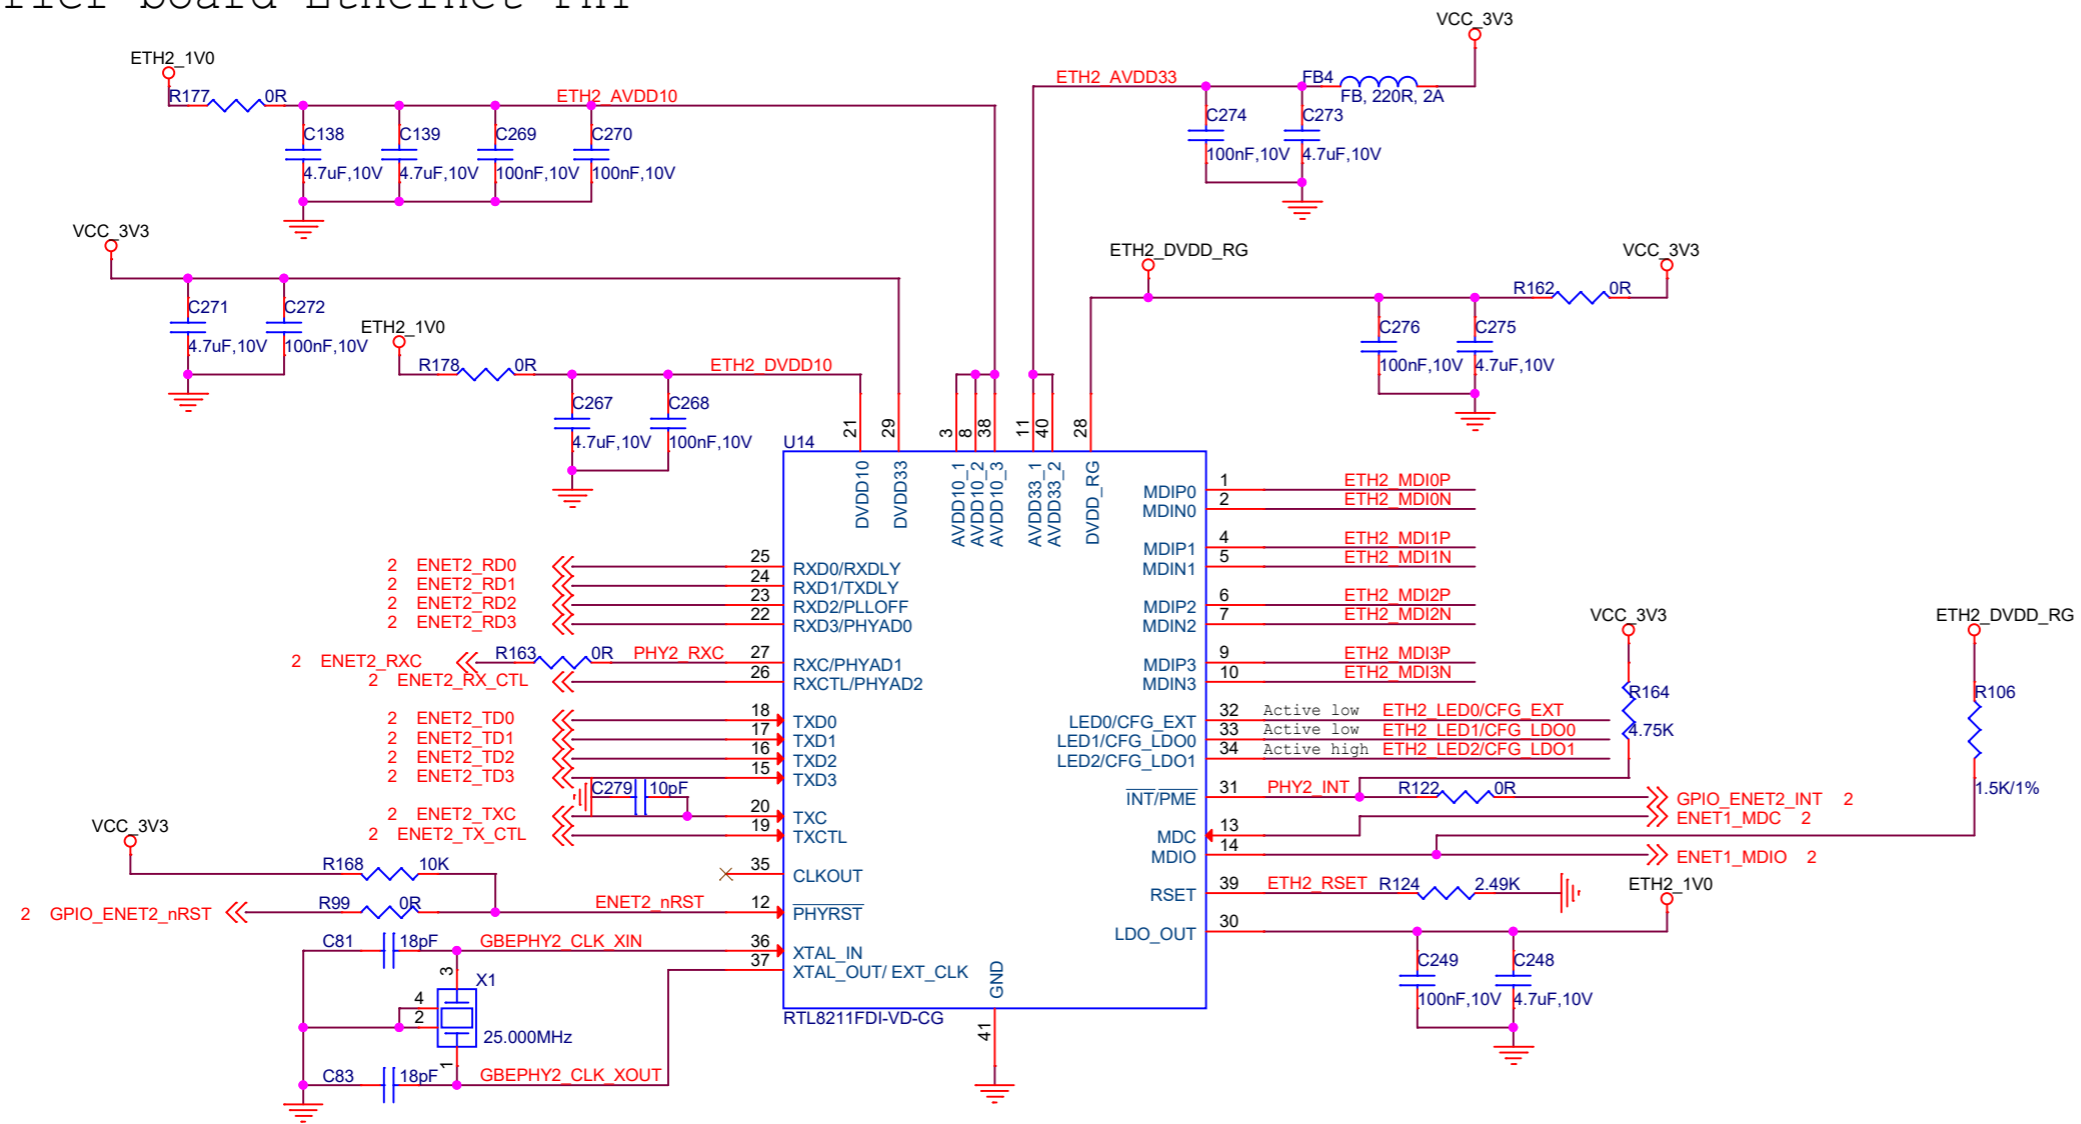 VCC_3V3
ETH2_1V0
R177 0R
ETH2_AVDD10
C138
4.7uF,10V
C139
4.7uF,10V
C269
100nF,10V
C270
100nF,10V
ETH2_AVDD33
FB4
FB, 220R, 2A
C274
100nF,10V
C273
4.7uF,10V
VCC_3V3
C271
4.7uF,10V
C272
100nF,10V
ETH2_1V0
R178 0R
ETH2_DVDD10
C267
4.7uF,10V
C268
100nF,10V
ETH2_DVDD_RG
VCC_3V3
R162 0R
C276
100nF,10V
C275
4.7uF,10V
U14
21 29 3 8 38 11 40 28
DVDD10
DVDD33
AVDD10_1
AVDD10_2
AVDD10_3
AVDD33_1
AVDD33_2
DVDD_RG
2 ENET2_RD0 25 RXD0/RXDLY
2 ENET2_RD1 24 RXD1/TXDLY
2 ENET2_RD2 23 RXD2/PLLOFF
2 ENET2_RD3 22 RXD3/PHYAD0
2 ENET2_RXC R163 0R PHY2_RXC 27 RXC/PHYAD1
2 ENET2_RX_CTL 26 RXCTL/PHYAD2
2 ENET2_TD0 18 TXD0
2 ENET2_TD1 17 TXD1
2 ENET2_TD2 16 TXD2
2 ENET2_TD3 15 TXD3
C279 10pF
2 ENET2_TXC 20 TXC
2 ENET2_TX_CTL 19 TXCTL
VCC_3V3
R168 10K
35 CLKOUT
2 GPIO_ENET2_nRST R99 0R ENET2_nRST 12 PHYRST
C81 18pF GBEPHY2_CLK_XIN 36 XTAL_IN
37 XTAL_OUT/ EXT_CLK
3
X1
4
2
25.000MHz
1
C83 18pF GBEPHY2_CLK_XOUT
MDIP0 1 ETH2_MDI0P
MDIN0 2 ETH2_MDI0N
MDIP1 4 ETH2_MDI1P
MDIN1 5 ETH2_MDI1N
MDIP2 6 ETH2_MDI2P
MDIN2 7 ETH2_MDI2N
MDIP3 9 ETH2_MDI3P
MDIN3 10 ETH2_MDI3N
LED0/CFG_EXT 32 Active low ETH2_LED0/CFG_EXT
LED1/CFG_LDO0 33 Active low ETH2_LED1/CFG_LDO0
LED2/CFG_LDO1 34 Active high ETH2_LED2/CFG_LDO1
VCC_3V3
R164
4.75K
ETH2_DVDD_RG
R106
1.5K/1%
INT/PME 31 PHY2_INT R122 0R GPIO_ENET2_INT 2
MDC 13 ENET1_MDC 2
MDIO 14 ENET1_MDIO 2
RSET 39 ETH2_RSET R124 2.49K
ETH2_1V0
LDO_OUT 30
C249
100nF,10V
C248
4.7uF,10V
GND
41
RTL8211FDI-VD-CG